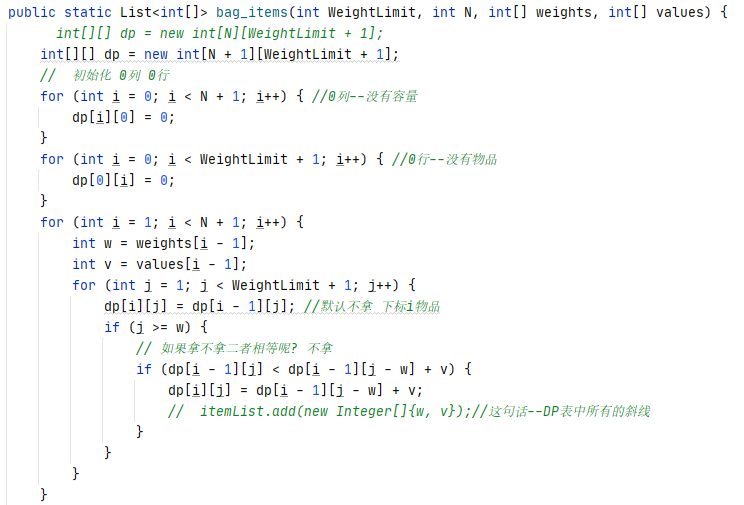 public static List<int[]> bag_items(int WeightLimit, int N, int[] weights, int[] values) {
int[][] dp = new int[N][WeightLimit + 1];
int[][] dp = new int[N + 1][WeightLimit + 1];
// 初始化 0列 0行
for (int i = 0; i < N + 1; i++) { //0列--没有容量
dp[i][0] = 0;
}
for (int i = 0; i < WeightLimit + 1; i++) { //0行--没有物品
dp[0][i] = 0;
}
for (int i = 1; i < N + 1; i++) {
int w = weights[i - 1];
int v = values[i - 1];
for (int j = 1; j < WeightLimit + 1; j++) {
dp[i][j] = dp[i - 1][j]; //默认不拿 下标i物品
if (j >= w) {
// 如果拿不拿二者相等呢? 不拿
if (dp[i - 1][j] < dp[i - 1][j - w] + v) {
dp[i][j] = dp[i - 1][j - w] + v;
// itemList.add(new Integer[]{w, v});//这句话--DP表中所有的斜线
}
}
}
}